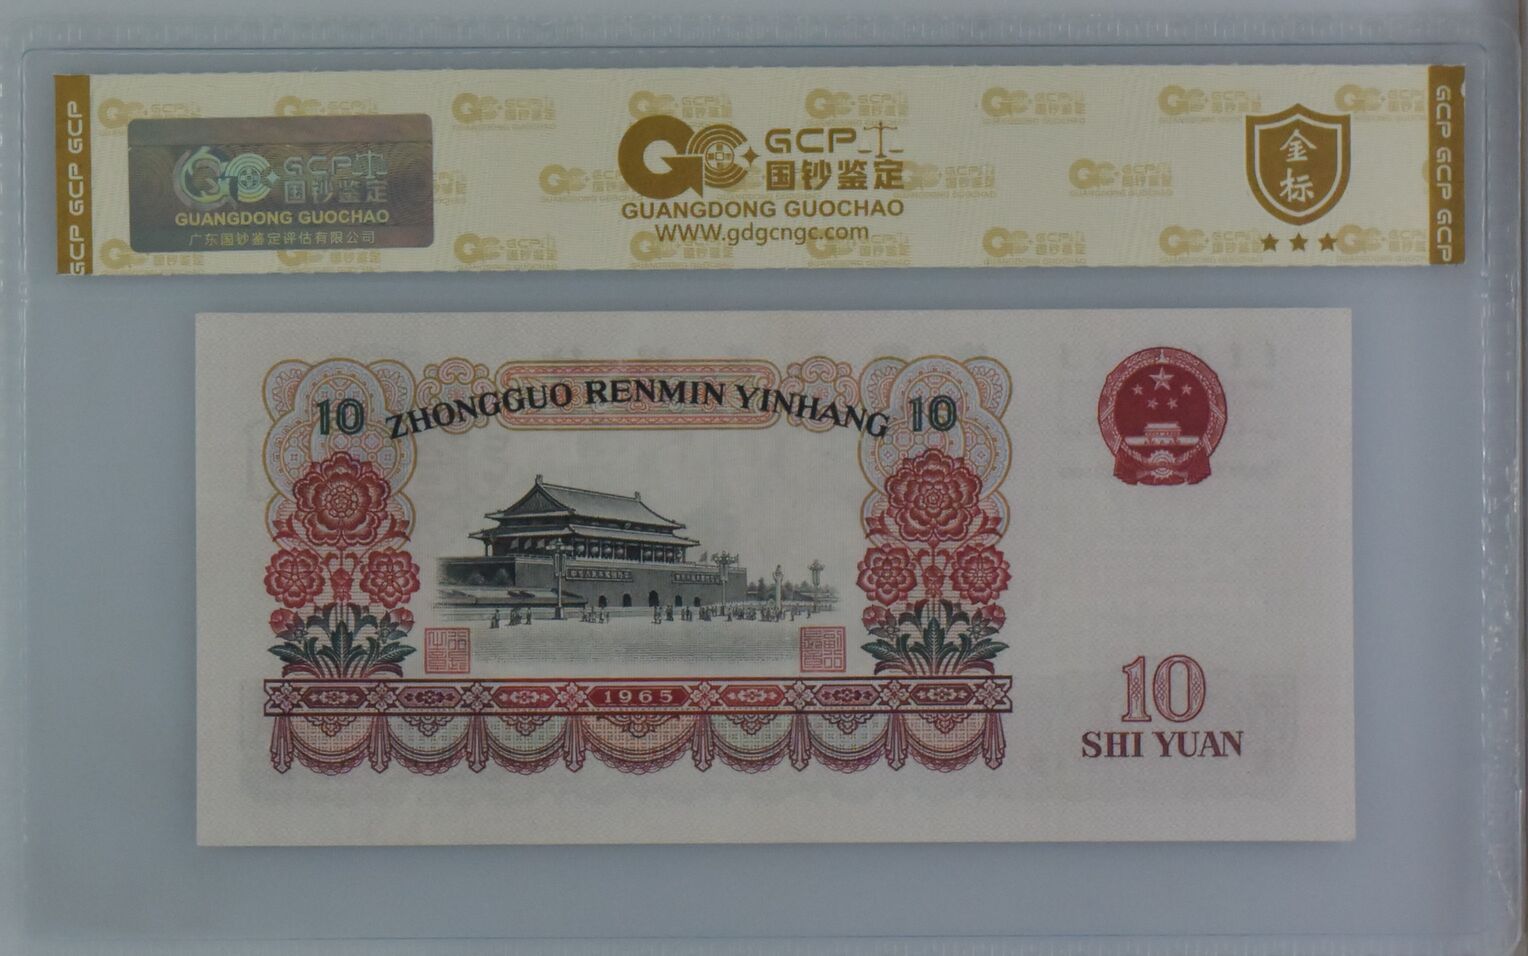 GCP GCP GCP
GCP
国钞鉴定
GUANGDONG GUOCHAO
广东国钞鉴定评估有限公司
GCP
国钞鉴定
GUANGDONG GUOCHAO
WWW.gdgcngc.com
金标
GCP GCP GCP
10 ZHONGGUO RENMIN YINHANG 10
1965
10
SHI YUAN